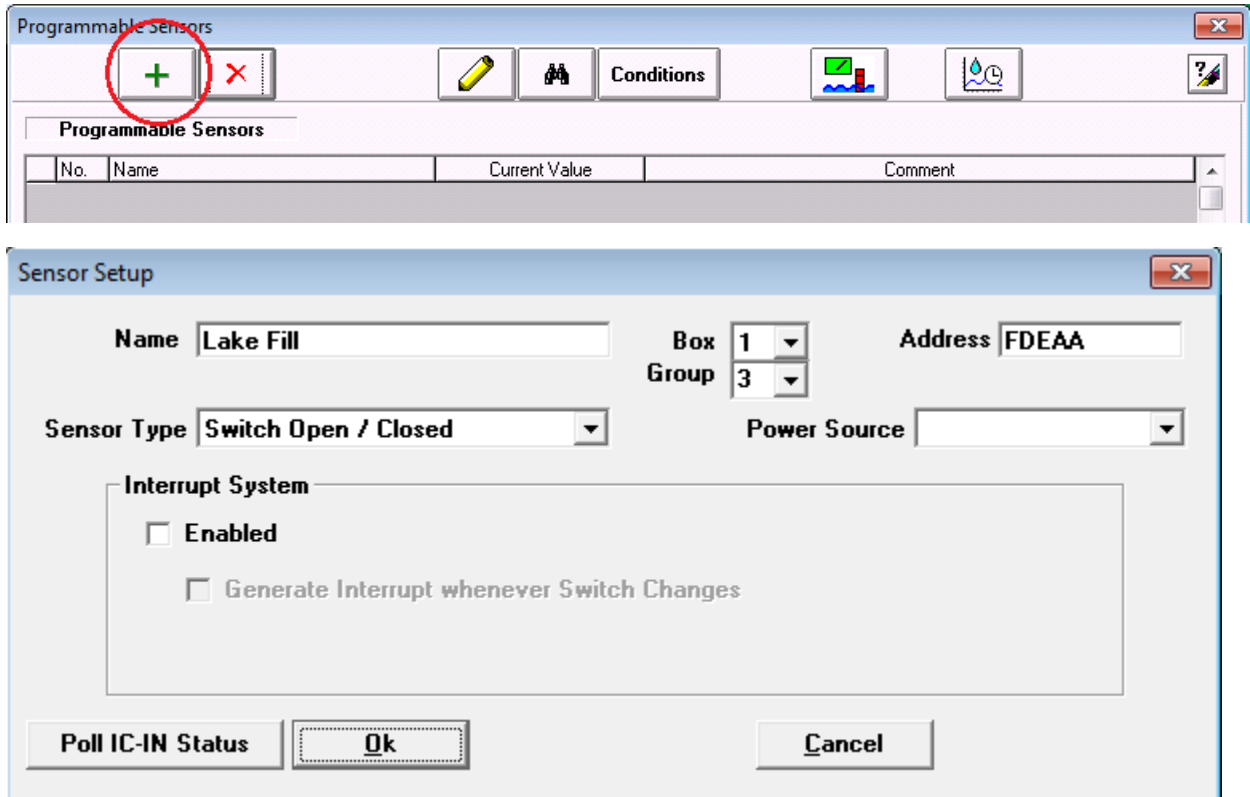 Programmable Sensors
Conditions
Programmable Sensors
No. Name Current Value Comment
Sensor Setup
Name Lake Fill Box 1 Address FDEAA
Group 3
Sensor Type Switch Open / Closed Power Source
Interrupt System
Enabled
Generate Interrupt whenever Switch Changes
Poll IC-IN Status Ok Cancel